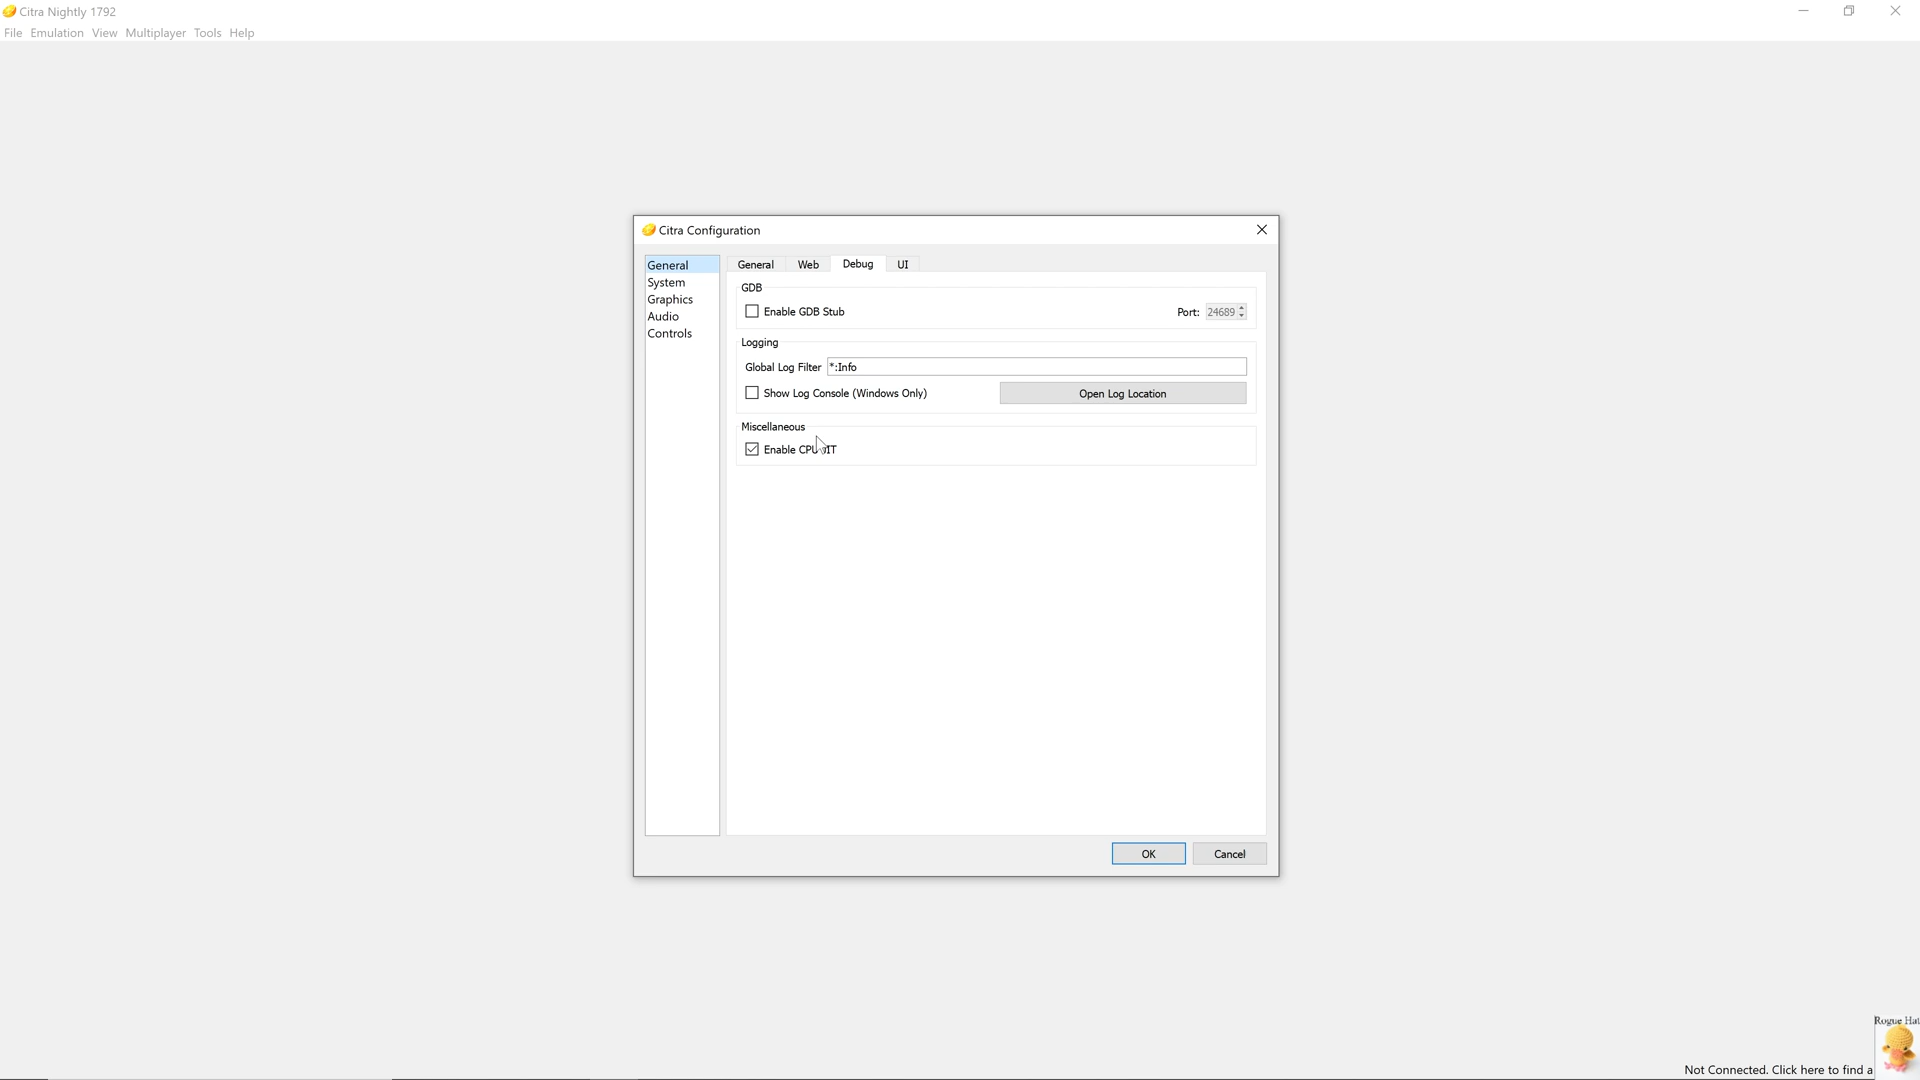 Citra Nightly 1792
File Emulation View Multiplayer Tools Help
Citra Configuration
General
System
Graphics
Audio
Controls
General Web Debug UI
GDB
Enable GDB Stub Port: 24689
Logging
Global Log Filter *:Info
Show Log Console (Windows Only) Open Log Location
Miscellaneous
Enable CPU JIT
OK Cancel
Rogue Hat
Not Connected. Click here to find a